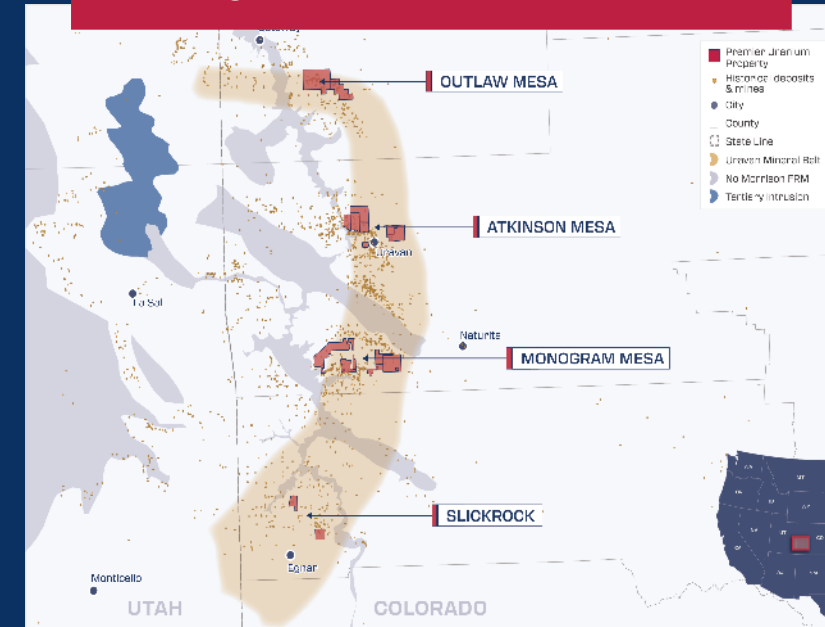 OUTLAW MESA
Premier Uranium
Property
Historical deposits
& mines
City
County
State Line
Uravan Mineral Belt
No Morrison FRM
Tertiery Intrusion
ATKINSON MESA
Uravan
La Sal
Naturita
MONOGRAM MESA
SLICKROCK
Egnar
Monticello
UTAH
COLORADO